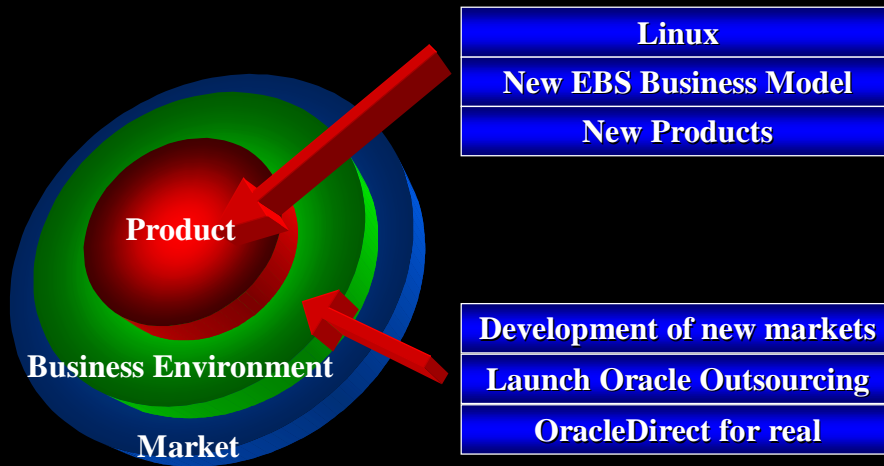 Linux
New EBS Business Model
New Products
Product
Development of new markets
Business Environment
Launch Oracle Outsourcing
OracleDirect for real
Market